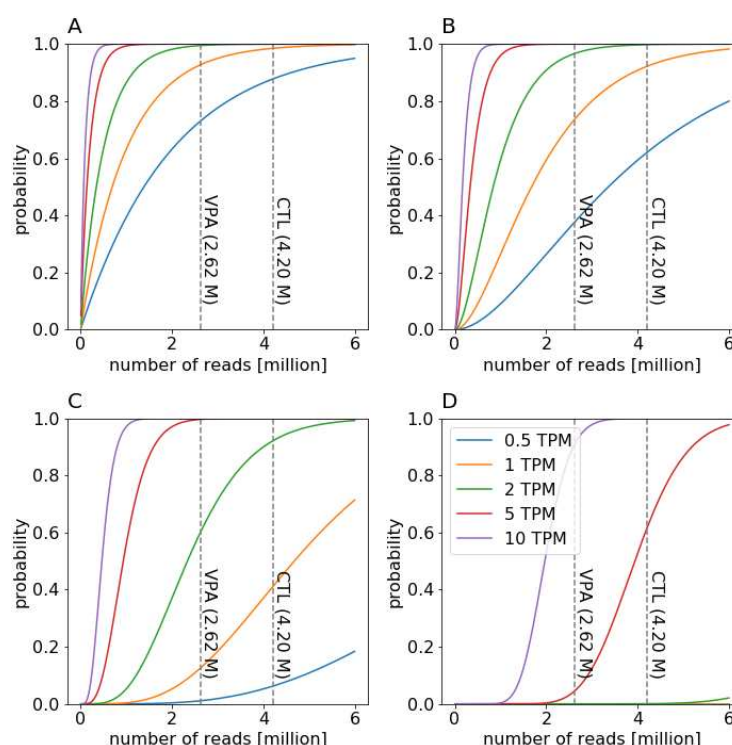 A
1.0
0.8
0.6
0.4
0.2
0.0
probability
VPA (2.62 M)
CTL (4.20 M)
0 2 4 6
number of reads [million]
B
1.0
0.8
0.6
0.4
0.2
0.0
probability
VPA (2.62 M)
CTL (4.20 M)
0 2 4 6
number of reads [million]
C
1.0
0.8
0.6
0.4
0.2
0.0
probability
VPA (2.62 M)
CTL (4.20 M)
0 2 4 6
number of reads [million]
D
1.0
0.8
0.6
0.4
0.2
0.0
probability
0.5 TPM
1 TPM
2 TPM
5 TPM
10 TPM
VPA (2.62 M)
CTL (4.20 M)
0 2 4 6
number of reads [million]